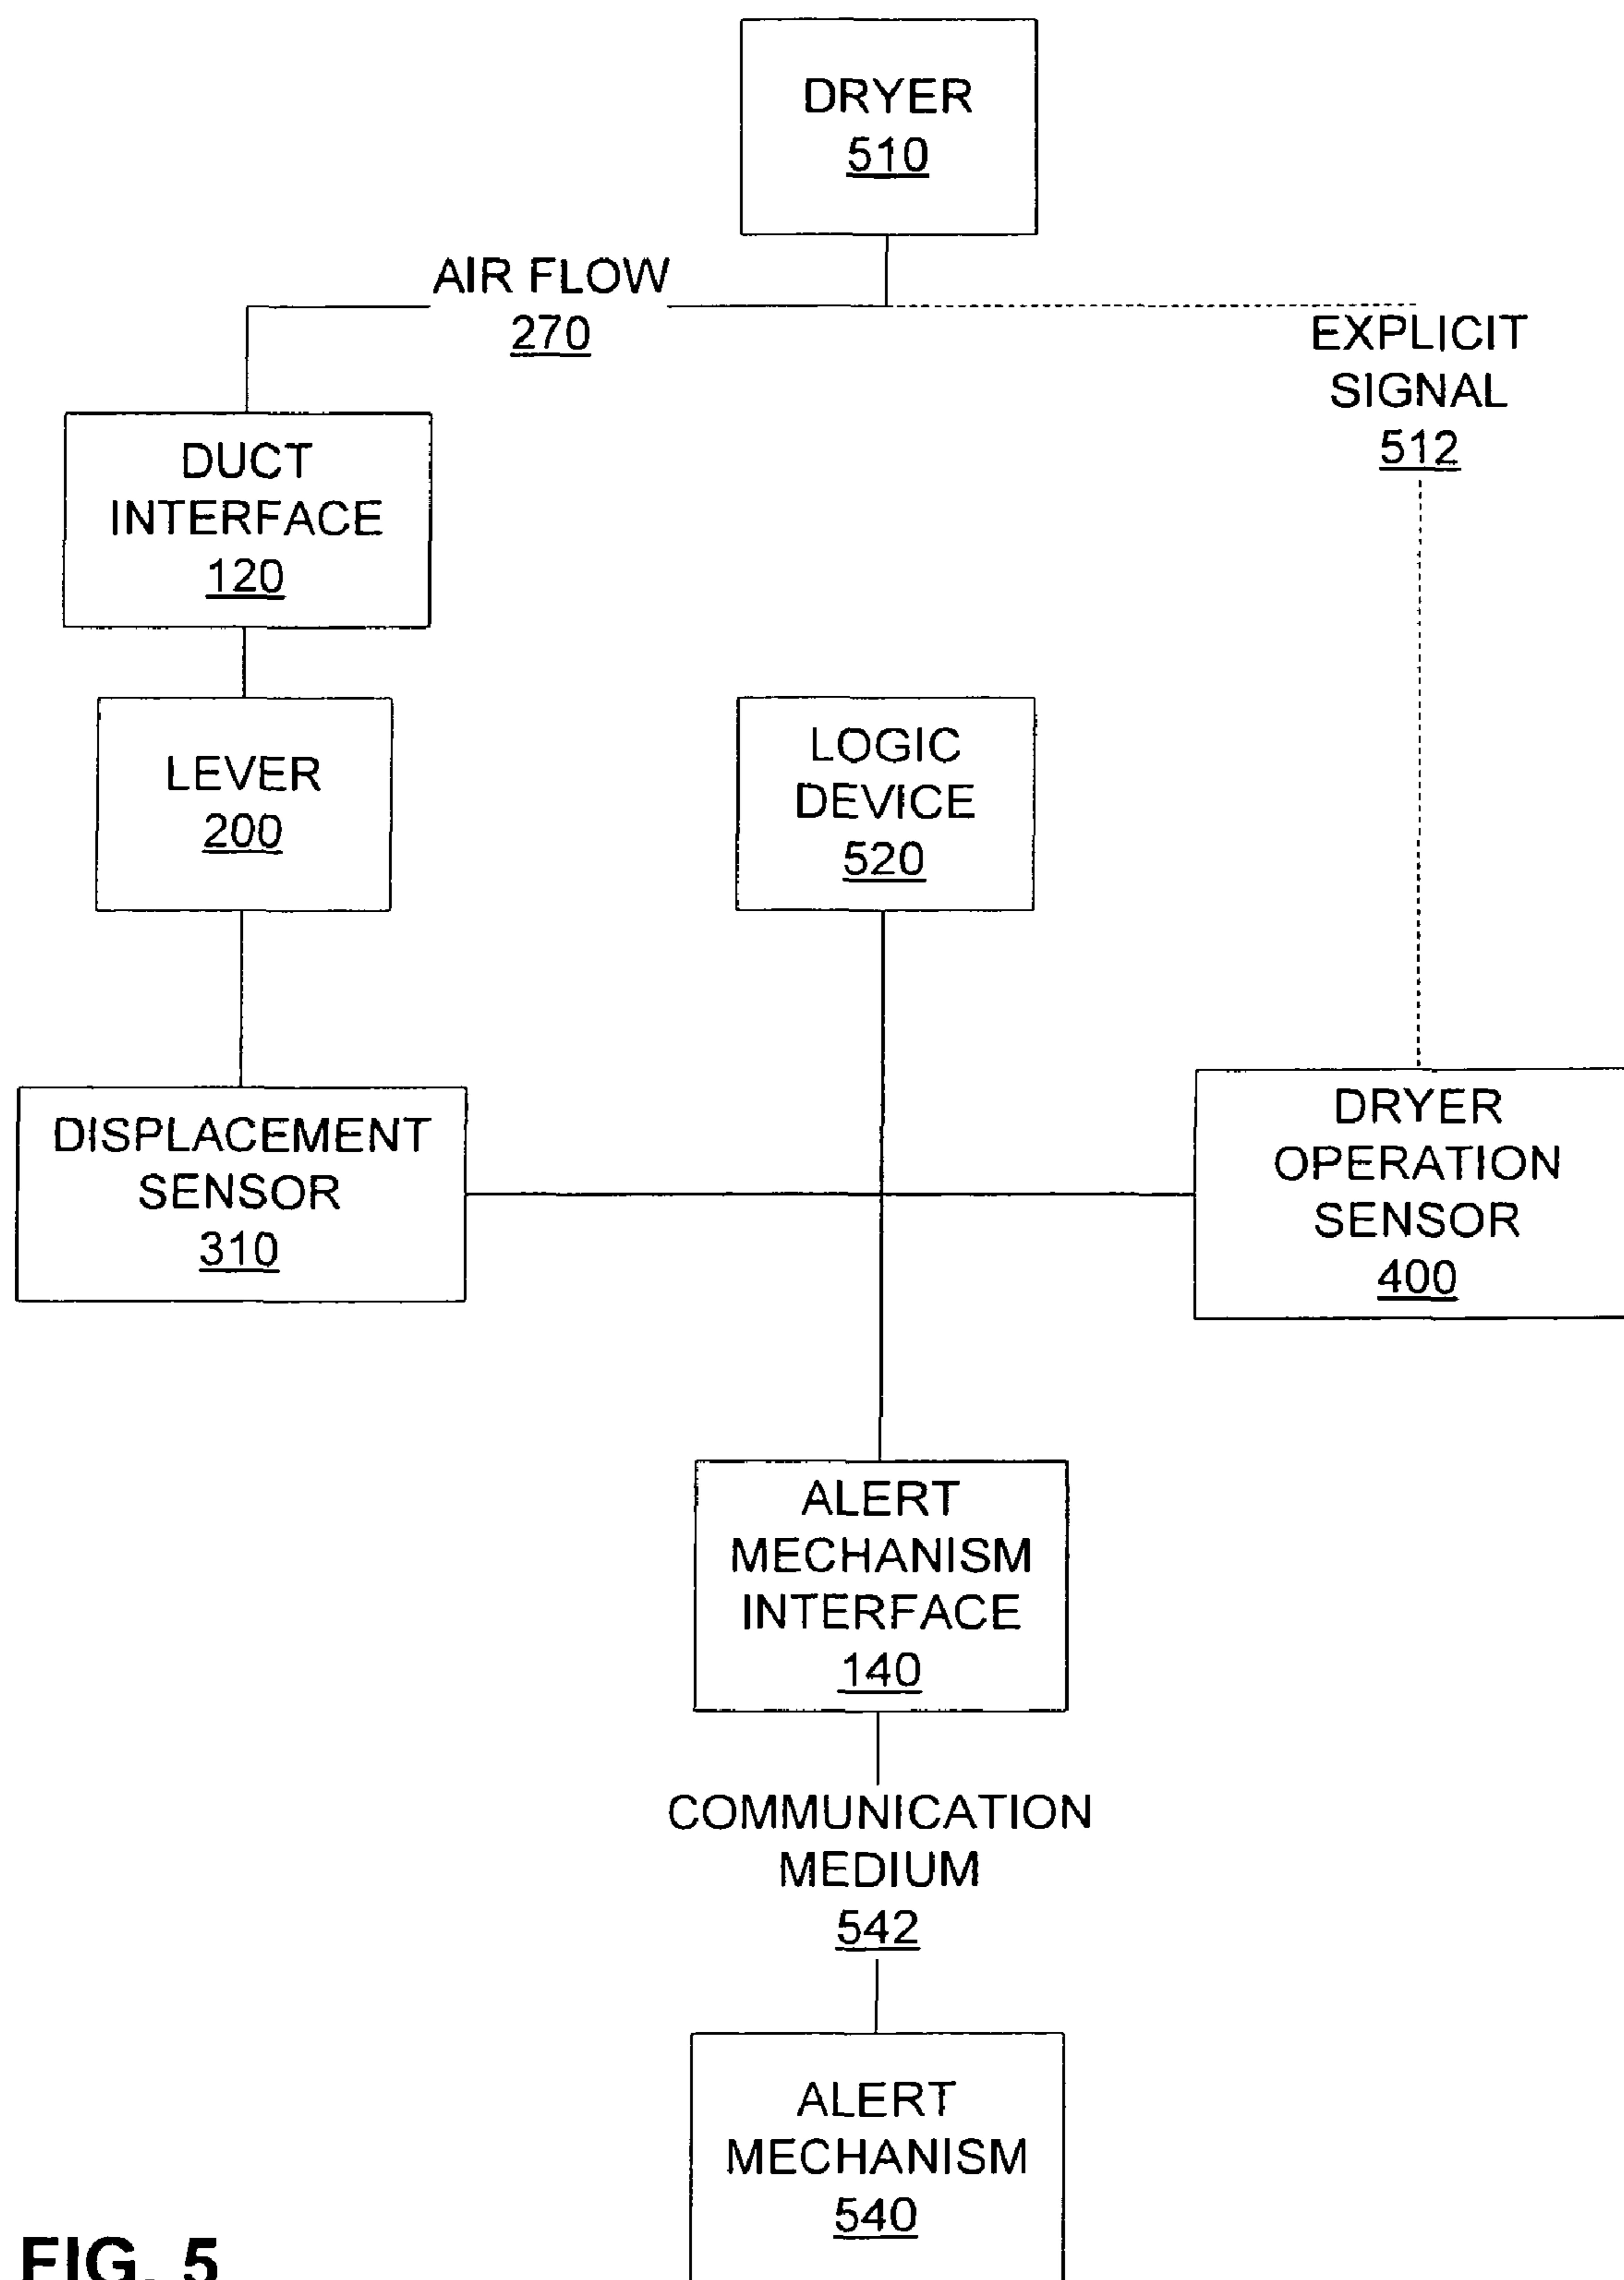 DRYER
510
AIR FLOW
270
EXPLICIT
SIGNAL
512
DUCT
INTERFACE
120
LEVER
200
LOGIC
DEVICE
520
DISPLACEMENT
SENSOR
310
DRYER
OPERATION
SENSOR
400
ALERT
MECHANISM
INTERFACE
140
COMMUNICATION
MEDIUM
542
ALERT
MECHANISM
540
FIG. 5